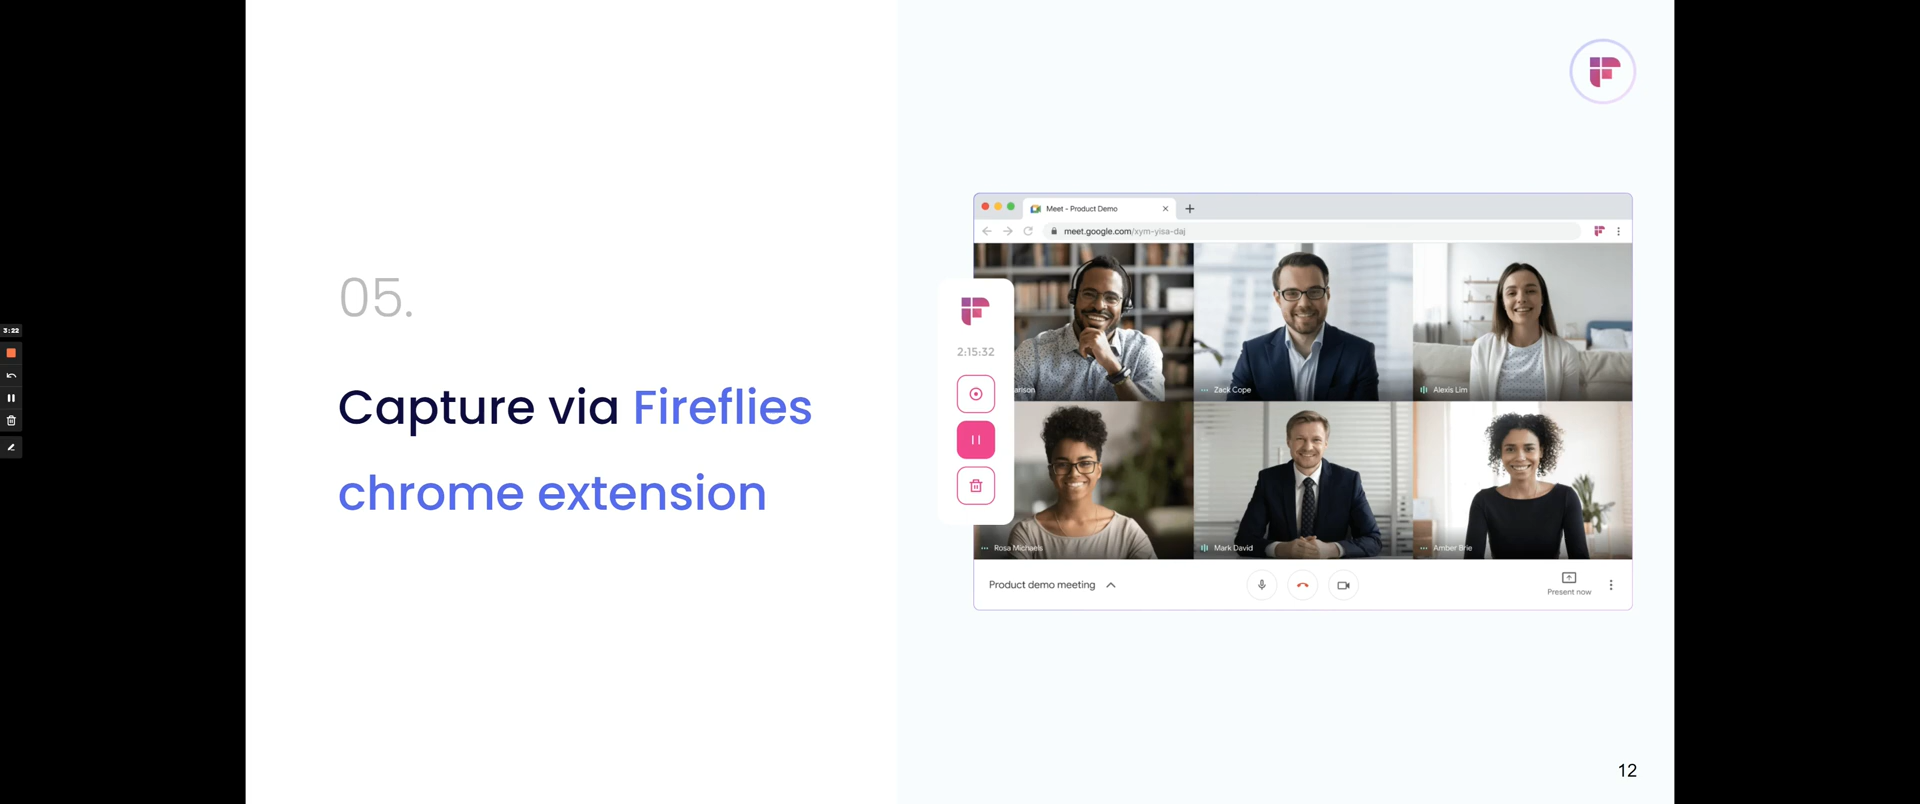 3:22
05.
Capture via Fireflies
chrome extension
Meet - Product Demo
meet.google.com/xym-yisa-daj
2:15:32
arison
Zack Cope
Alexis Lim
Rosa Michaels
Mark David
Amber Brie
Product demo meeting
Present now
12